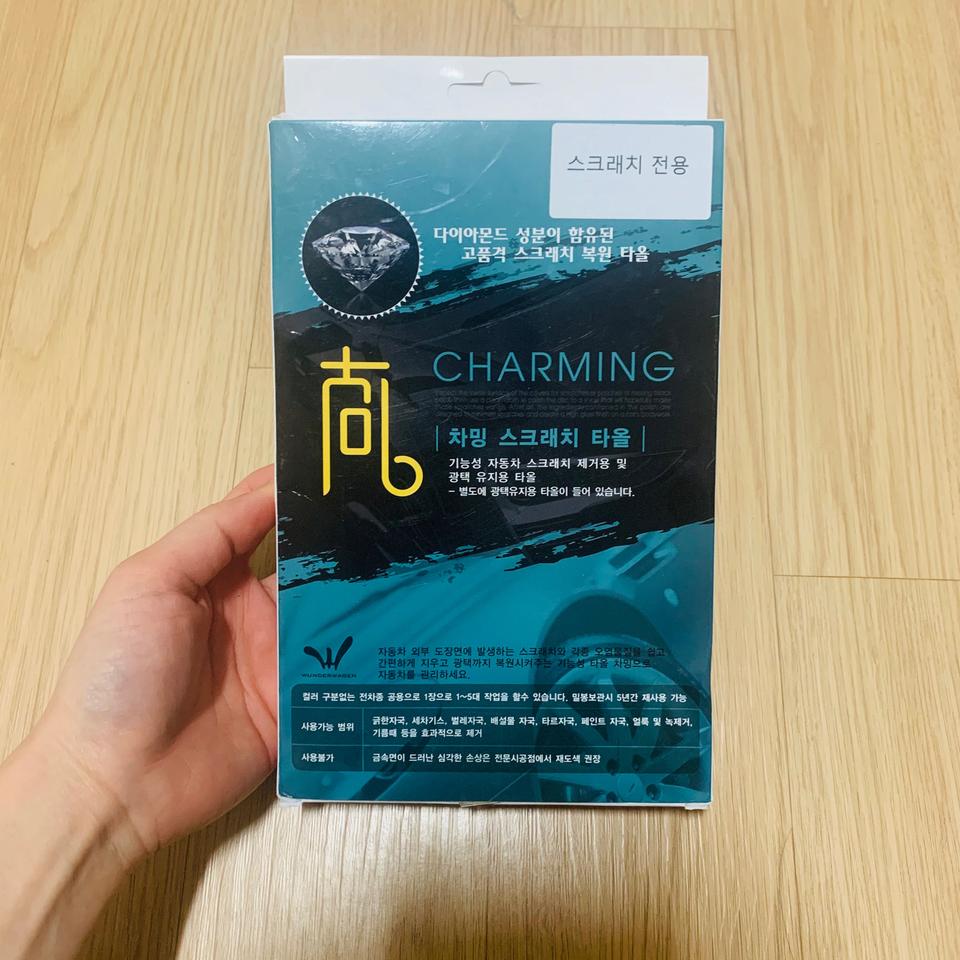 스크래치 전용
다이아몬드 성분이 함유된
고품격 스크래치 복원 타올
CHARMING
차밍 스크래치 타올
기능성 자동차 스크래치 제거용 및
광택 유지용 타올
- 별도에 광택유지용 타올이 들어 있습니다.
WUNDERWAGEN
자동차 외부 도장면에 발생하는 스크래치와 각종 오염물질을 쉽고
간편하게 지우고 광택까지 복원시켜주는 기능성 타올 차밍으로
자동차를 관리하세요.
컬러 구분없는 전차종 공용으로 1장으로 1~5대 작업을 할수 있습니다. 밀봉보관시 5년간 재사용 가능
사용가능 범위
긁힌자국, 세차기스, 벌레자국, 배설물 자국, 타르자국, 페인트 자국, 얼룩 및 녹제거,
기름때 등을 효과적으로 제거
사용불가
금속면이 드러난 심각한 손상은 전문시공점에서 재도색 권장